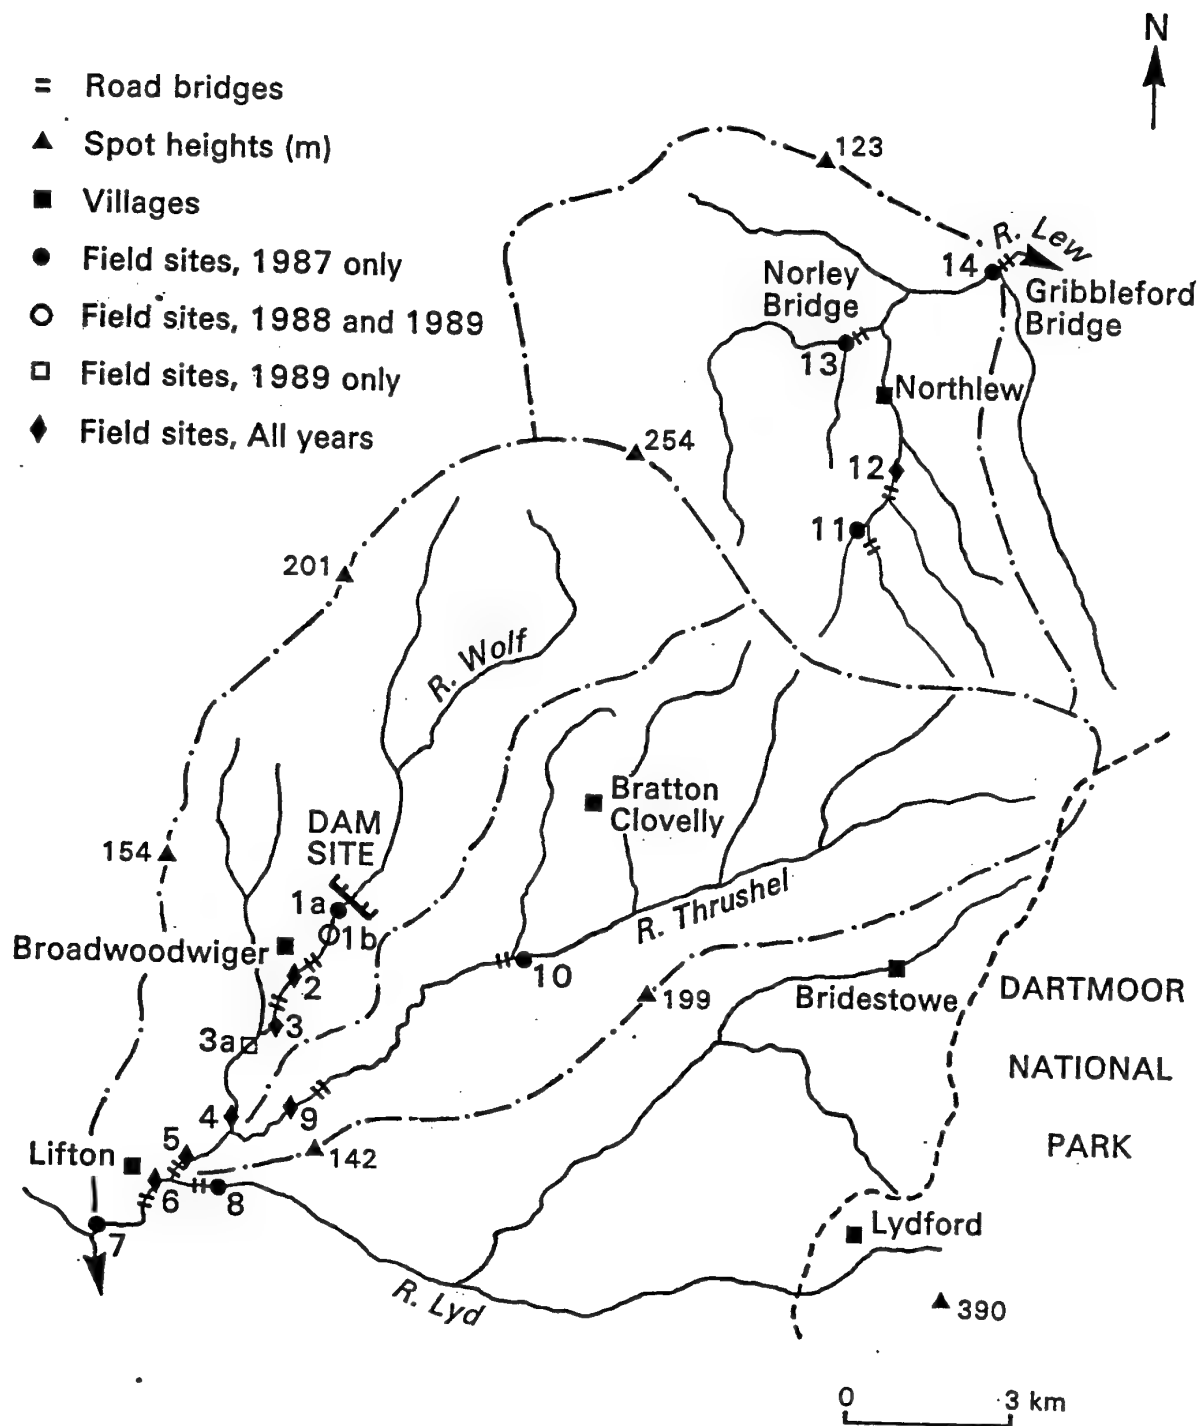 N
= Road bridges
▲ Spot heights (m)
■ Villages
● Field sites, 1987 only
○ Field sites, 1988 and 1989
□ Field sites, 1989 only
♦ Field sites, All years
123
R. Lew
14
Norley
Bridge
Gribbleford
Bridge
13
Northlew
254
12
11
201
R. Wolf
Bratton
Clovelly
DAM
SITE
154
1a
R. Thrushel
1b
Broadwoodwiger
10
2
199
Bridestowe
DARTMOOR
3
3a
NATIONAL
4
9
PARK
5
Lifton
142
6
8
Lydford
7
R. Lyd
390
0 3 km